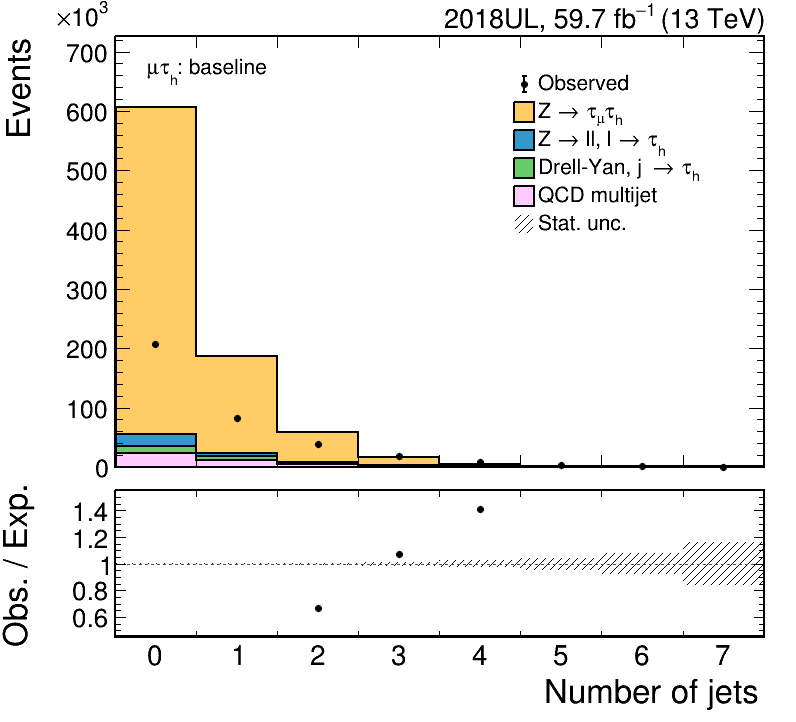 ×10³
2018UL, 59.7 fb⁻¹ (13 TeV)
Events
μτₕ: baseline
Observed
Z → τ_μτₕ
Z → ll, l → τₕ
Drell-Yan, j → τₕ
QCD multijet
Stat. unc.
700
600
500
400
300
200
100
0
Obs. / Exp.
1.4
1.2
1
0.8
0.6
0 1 2 3 4 5 6 7
Number of jets